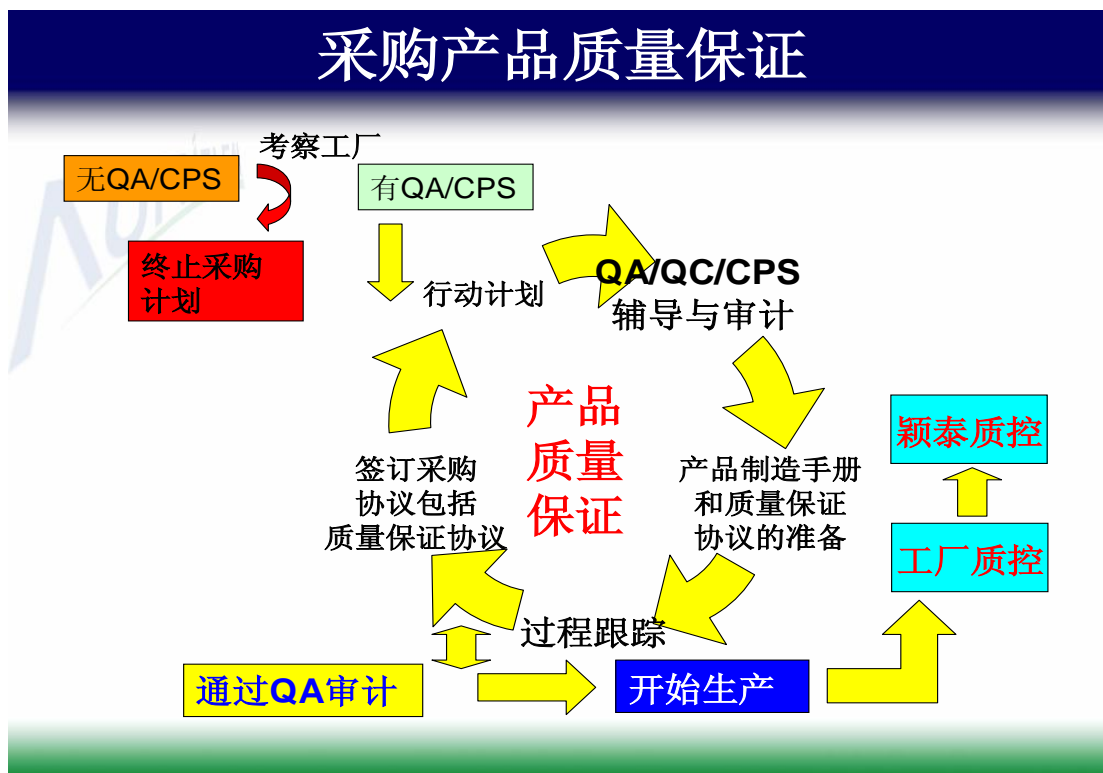 采购产品质量保证
考察工厂
无QA/CPS
有QA/CPS
终止采购
计划
行动计划
QA/QC/CPS
辅导与审计
产品
质量
保证
颖泰质控
签订采购
协议包括
质量保证协议
产品制造手册
和质量保证
协议的准备
工厂质控
过程跟踪
通过QA审计
开始生产